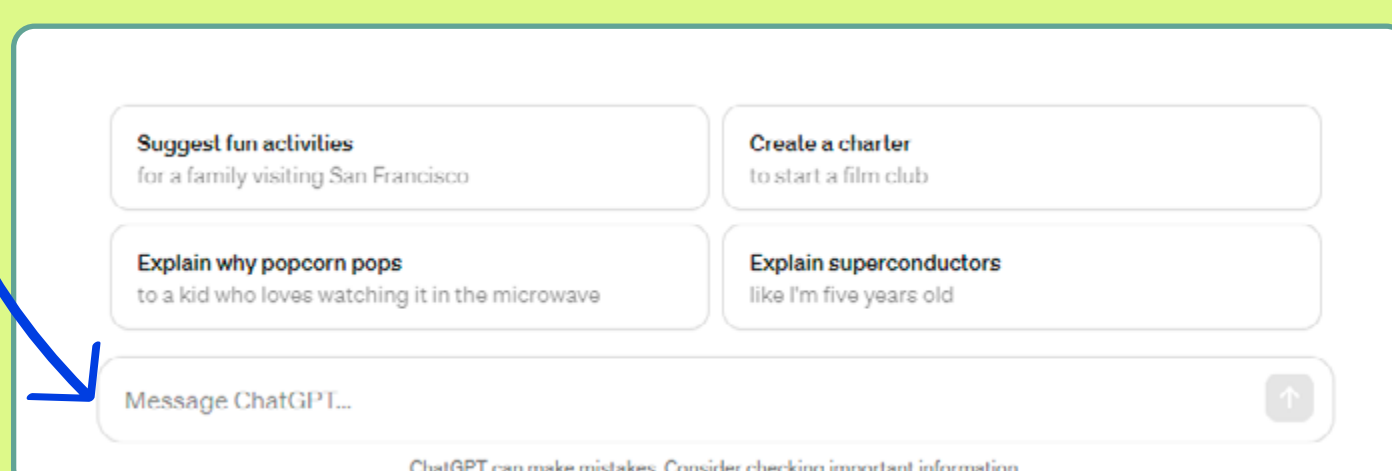 Suggest fun activities
for a family visiting San Francisco
Create a charter
to start a film club
Explain why popcorn pops
to a kid who loves watching it in the microwave
Explain superconductors
like I'm five years old
Message ChatGPT...
ChatGPT can make mistakes. Consider checking important information.